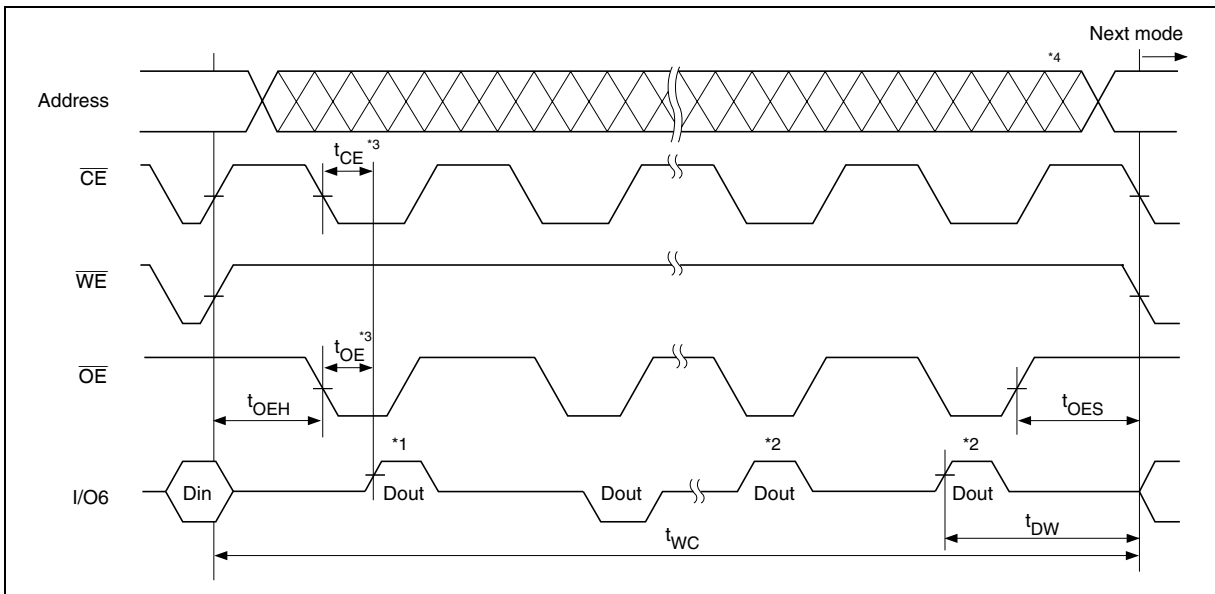 Next mode
*4
Address
tCE *3
CE
WE
tOE *3
OE
tOEH
tOES
*1
*2
*2
I/O6
Din
Dout
Dout
Dout
Dout
tDW
tWC